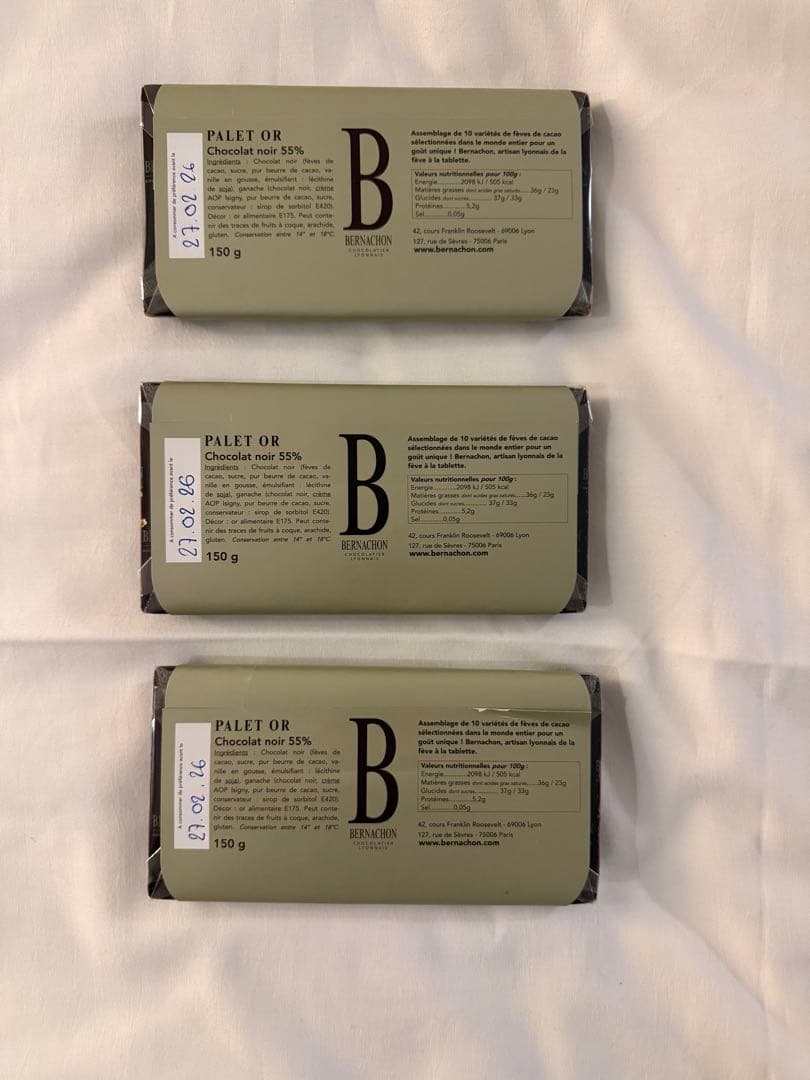 A consommer de préférence avant le
27.02 26
PALET OR
Chocolat noir 55%
Ingrédients : Chocolat noir (fèves de
cacao, sucre, pur beurre de cacao, va-
nille en gousse, émulsifiant : lécithine
de soja), ganache (chocolat noir, crème
AOP Isigny, pur beurre de cacao, sucre,
conservateur : sirop de sorbitol E420).
Décor : or alimentaire E175. Peut conte-
nir des traces de fruits à coque, arachide,
gluten. Conservation entre 14° et 18°C
150 g
B
BERNACHON
CHOCOLATIER
LYONNAIS
Assemblage de 10 variétés de fèves de cacao
sélectionnées dans le monde entier pour un
goût unique ! Bernachon, artisan lyonnais de la
fève à la tablette.
Valeurs nutritionnelles pour 100g :
Energie...........2098 kJ / 505 kcal
Matières grasses dont acides gras saturés.....36g / 23g
Glucides dont sucres...........37g / 33g
Protéines...........5,2g
Sel...........0,05g
42, cours Franklin Roosevelt - 69006 Lyon
127, rue de Sèvres - 75006 Paris
www.bernachon.com
A consommer de préférence avant le
27.02.26
PALET OR
Chocolat noir 55%
Ingrédients : Chocolat noir (fèves de
cacao, sucre, pur beurre de cacao, va-
nille en gousse, émulsifiant : lécithine
de soja), ganache (chocolat noir, crème
AOP Isigny, pur beurre de cacao, sucre,
conservateur : sirop de sorbitol E420).
Décor : or alimentaire E175. Peut conte-
nir des traces de fruits à coque, arachide,
gluten. Conservation entre 14° et 18°C
150 g
B
BERNACHON
CHOCOLATIER
LYONNAIS
Assemblage de 10 variétés de fèves de cacao
sélectionnées dans le monde entier pour un
goût unique ! Bernachon, artisan lyonnais de la
fève à la tablette.
Valeurs nutritionnelles pour 100g :
Energie...........2098 kJ / 505 kcal
Matières grasses dont acides gras saturés.....36g / 23g
Glucides dont sucres...........37g / 33g
Protéines...........5,2g
Sel...........0,05g
42, cours Franklin Roosevelt - 69006 Lyon
127, rue de Sèvres - 75006 Paris
www.bernachon.com
A consommer de préférence avant le
27.02.26
PALET OR
Chocolat noir 55%
Ingrédients : Chocolat noir (fèves de
cacao, sucre, pur beurre de cacao, va-
nille en gousse, émulsifiant : lécithine
de soja), ganache (chocolat noir, crème
AOP Isigny, pur beurre de cacao, sucre,
conservateur : sirop de sorbitol E420).
Décor : or alimentaire E175. Peut conte-
nir des traces de fruits à coque, arachide,
gluten. Conservation entre 14° et 18°C
150 g
B
BERNACHON
CHOCOLATIER
LYONNAIS
Assemblage de 10 variétés de fèves de cacao
sélectionnées dans le monde entier pour un
goût unique ! Bernachon, artisan lyonnais de la
fève à la tablette.
Valeurs nutritionnelles pour 100g :
Energie...........2098 kJ / 505 kcal
Matières grasses dont acides gras saturés.....36g / 23g
Glucides dont sucres...........37g / 33g
Protéines...........5,2g
Sel...........0,05g
42, cours Franklin Roosevelt - 69006 Lyon
127, rue de Sèvres - 75006 Paris
www.bernachon.com